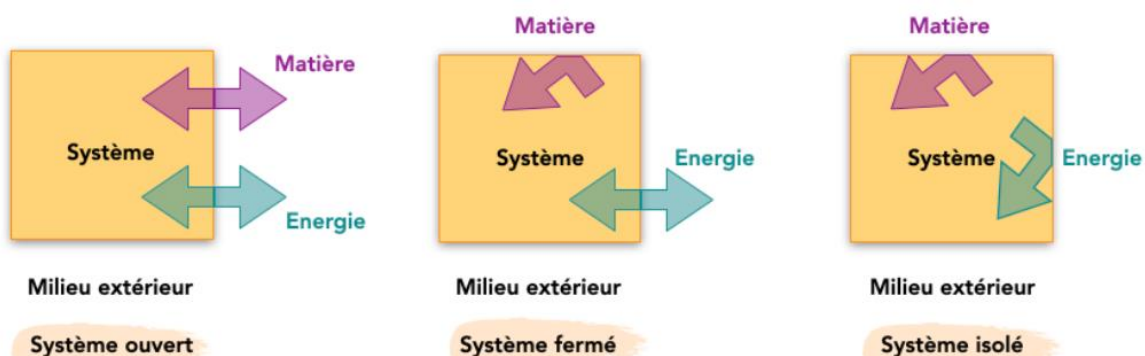 Matière
Système
Energie
Milieu extérieur
Système ouvert
Matière
Système
Energie
Milieu extérieur
Système fermé
Matière
Système
Energie
Milieu extérieur
Système isolé